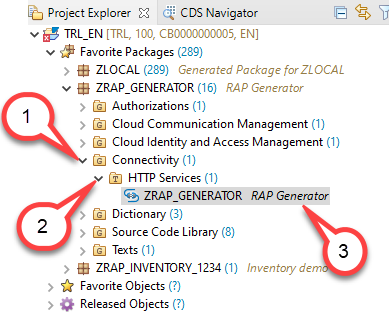 Project Explorer CDS Navigator
TRL_EN [TRL, 100, CB0000000005, EN]
Favorite Packages (289)
ZLOCAL (289) Generated Package for ZLOCAL
ZRAP_GENERATOR (16) RAP Generator
Authorizations (1)
Cloud Communication Management (1)
Cloud Identity and Access Management (1)
1
Connectivity (1)
HTTP Services (1)
ZRAP_GENERATOR RAP Generator
2
Dictionary (3)
Source Code Library (8)
3
Texts (1)
ZRAP_INVENTORY_1234 (1) Inventory demo
Favorite Objects (?)
Released Objects (?)